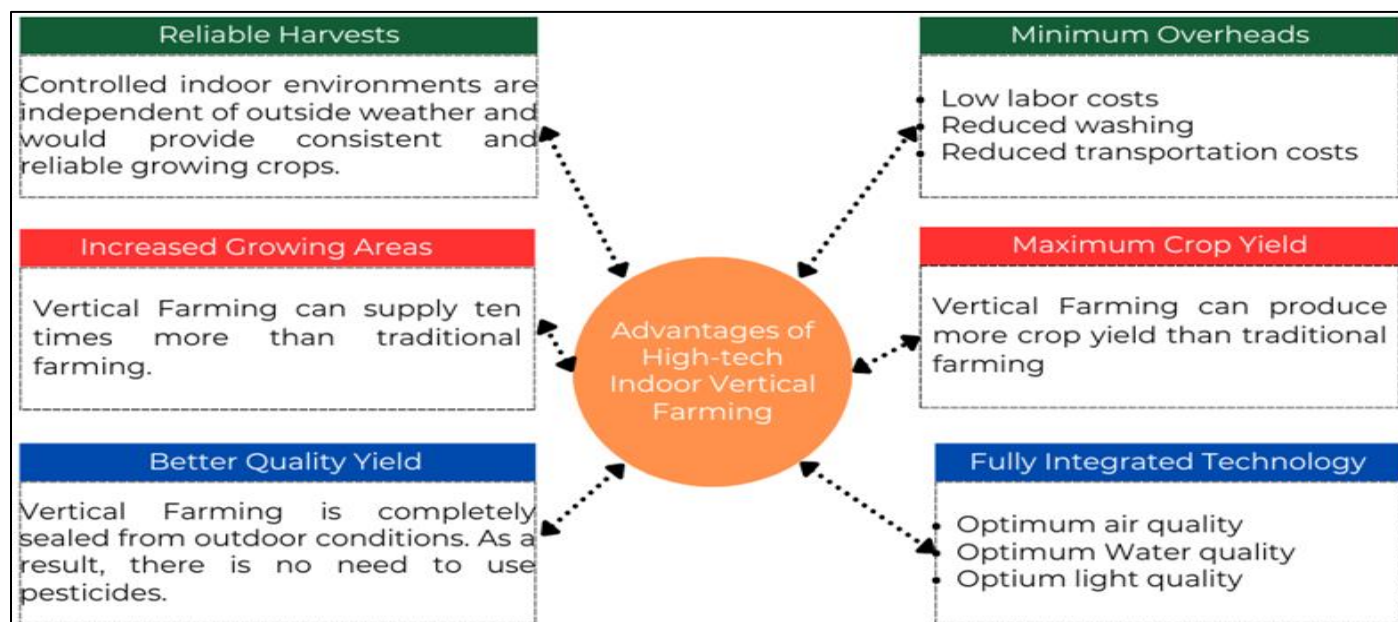 Reliable Harvests
Controlled indoor environments are
independent of outside weather and
would provide consistent and
reliable growing crops.
Increased Growing Areas
Vertical Farming can supply ten
times more than traditional
farming.
Better Quality Yield
Vertical Farming is completely
sealed from outdoor conditions. As a
result, there is no need to use
pesticides.
Advantages of
High-tech
Indoor Vertical
Farming
Minimum Overheads
• Low labor costs
• Reduced washing
• Reduced transportation costs
Maximum Crop Yield
Vertical Farming can produce
more crop yield than traditional
farming
Fully Integrated Technology
• Optimum air quality
• Optimum Water quality
• Optium light quality